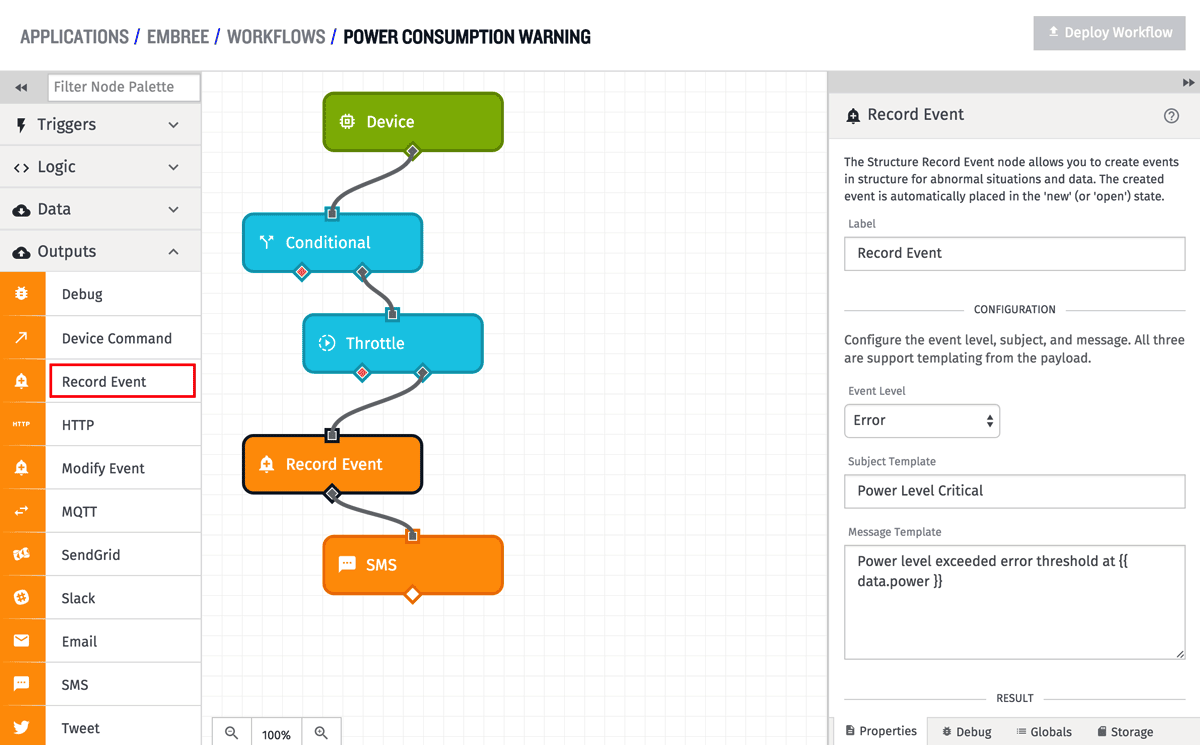 APPLICATIONS / EMBREE / WORKFLOWS / POWER CONSUMPTION WARNING
Deploy Workflow
Filter Node Palette
Triggers
Logic
Data
Outputs
Debug
Device Command
Record Event
HTTP
HTTP
Modify Event
MQTT
SendGrid
Slack
Email
SMS
Tweet
Device
Conditional
Throttle
Record Event
SMS
100%
Record Event
The Structure Record Event node allows you to create events
in structure for abnormal situations and data. The created
event is automatically placed in the 'new' (or 'open') state.
Label
Record Event
CONFIGURATION
Configure the event level, subject, and message. All three
are support templating from the payload.
Event Level
Error
Subject Template
Power Level Critical
Message Template
Power level exceeded error threshold at {{
data.power }}
RESULT
Properties
Debug
Globals
Storage